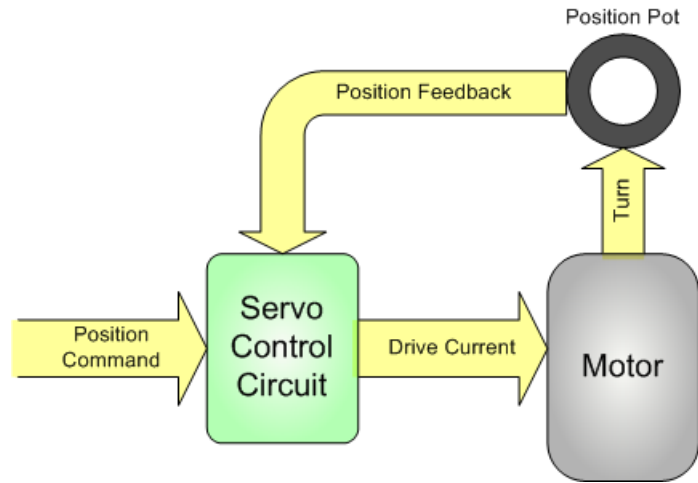 Position Pot
Position Feedback
Turn
Servo
Control
Circuit
Position
Command
Drive Current
Motor